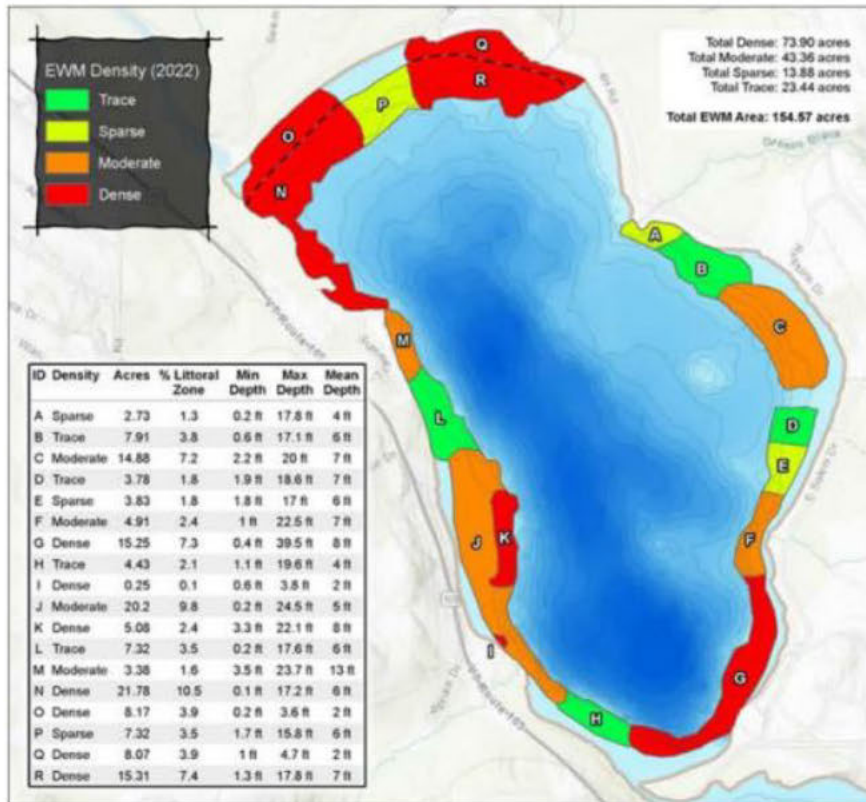 EWM Density (2022)
Trace
Sparse
Moderate
Dense
Total Dense: 73.90 acres
Total Moderate: 43.36 acres
Total Sparse: 13.88 acres
Total Trace: 23.44 acres
Total EWM Area: 154.57 acres
Q
R
P
O
N
A
B
C
M
L
D
E
F
J
K
I
G
H
ID Density Acres % Littoral Zone Min Depth Max Depth Mean Depth
A Sparse 2.73 1.3 0.2 ft 17.8 ft 4 ft
B Trace 7.91 3.8 0.6 ft 17.1 ft 6 ft
C Moderate 14.88 7.2 2.2 ft 20 ft 7 ft
D Trace 3.78 1.8 1.9 ft 18.6 ft 7 ft
E Sparse 3.83 1.8 1.8 ft 17 ft 6 ft
F Moderate 4.91 2.4 1 ft 22.5 ft 7 ft
G Dense 15.25 7.3 0.4 ft 39.5 ft 8 ft
H Trace 4.43 2.1 1.1 ft 19.6 ft 4 ft
I Dense 0.25 0.1 0.6 ft 3.8 ft 2 ft
J Moderate 20.2 9.8 0.2 ft 24.5 ft 5 ft
K Dense 5.08 2.4 3.3 ft 22.1 ft 8 ft
L Trace 7.32 3.5 0.2 ft 17.6 ft 6 ft
M Moderate 3.38 1.6 3.5 ft 23.7 ft 13 ft
N Dense 21.78 10.5 0.1 ft 17.2 ft 6 ft
O Dense 8.17 3.9 0.2 ft 3.6 ft 2 ft
P Sparse 7.32 3.5 1.7 ft 15.8 ft 6 ft
Q Dense 8.07 3.9 1 ft 4.7 ft 2 ft
R Dense 15.31 7.4 1.3 ft 17.8 ft 7 ft